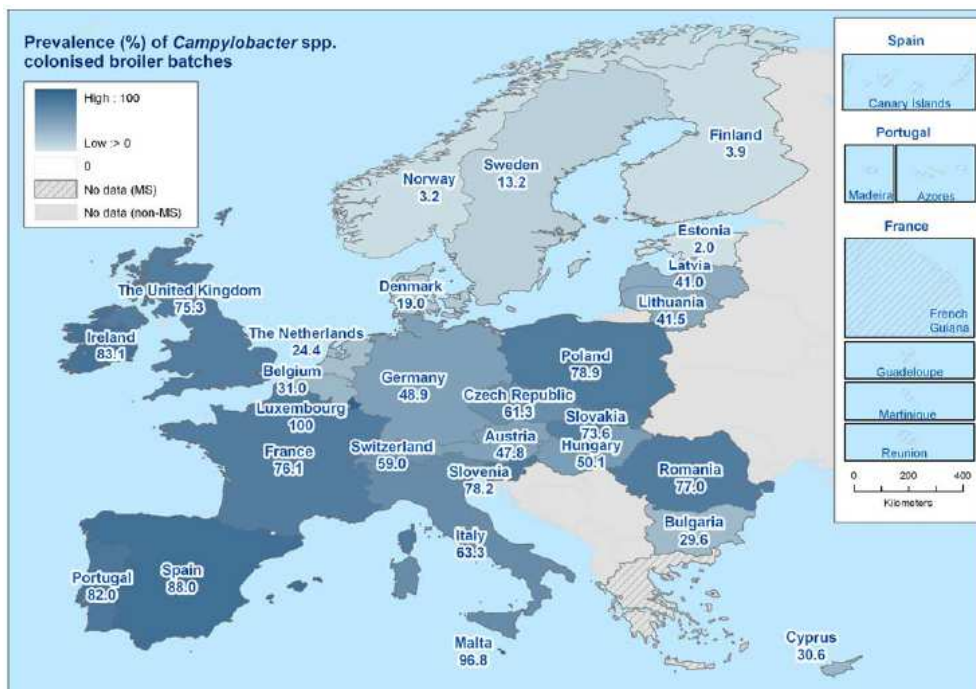 Prevalence (%) of Campylobacter spp.
colonised broiler batches
High : 100
Low :> 0
0
No data (MS)
No data (non-MS)
Finland
3.9
Sweden
13.2
Norway
3.2
Estonia
2.0
Latvia
41.0
Lithuania
41.5
Denmark
19.0
The United Kingdom
75.3
Ireland
83.1
The Netherlands
24.4
Belgium
31.0
Luxembourg
100
Germany
48.9
Poland
78.9
Czech Republic
61.3
Slovakia
73.6
Austria
47.8
Hungary
50.1
France
76.1
Switzerland
59.0
Slovenia
78.2
Romania
77.0
Bulgaria
29.6
Italy
63.3
Portugal
82.0
Spain
88.0
Malta
96.8
Cyprus
30.6
Spain
Canary Islands
Portugal
Madeira
Azores
France
French
Guiana
Guadeloupe
Martinique
Reunion
0 200 400
Kilometers